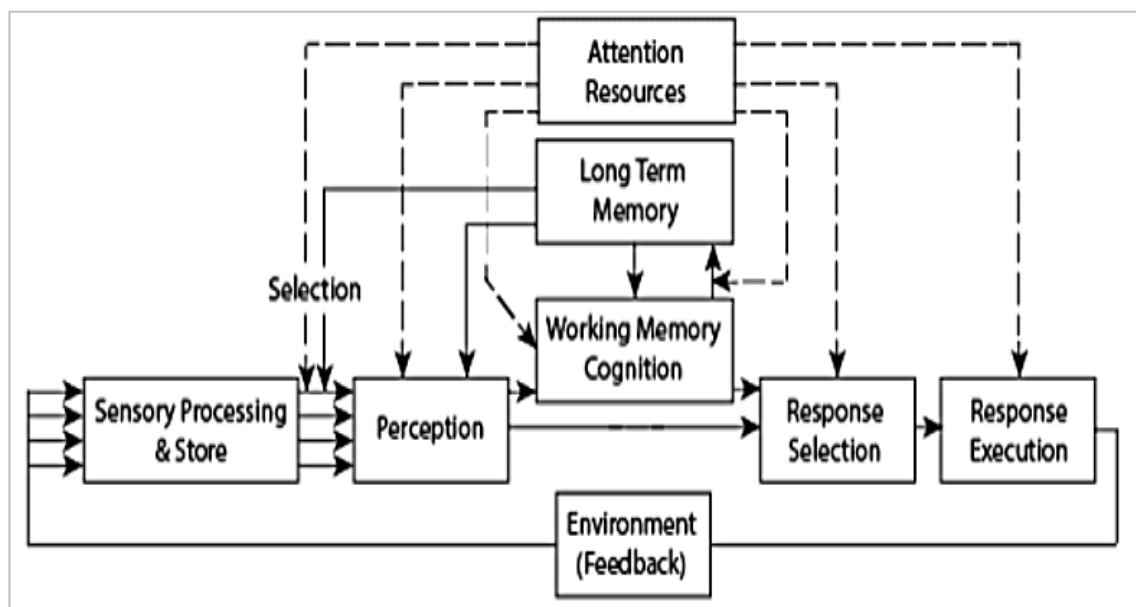 Attention
Resources
Long Term
Memory
Selection
Working Memory
Cognition
Sensory Processing
& Store
Perception
Response
Selection
Response
Execution
Environment
(Feedback)